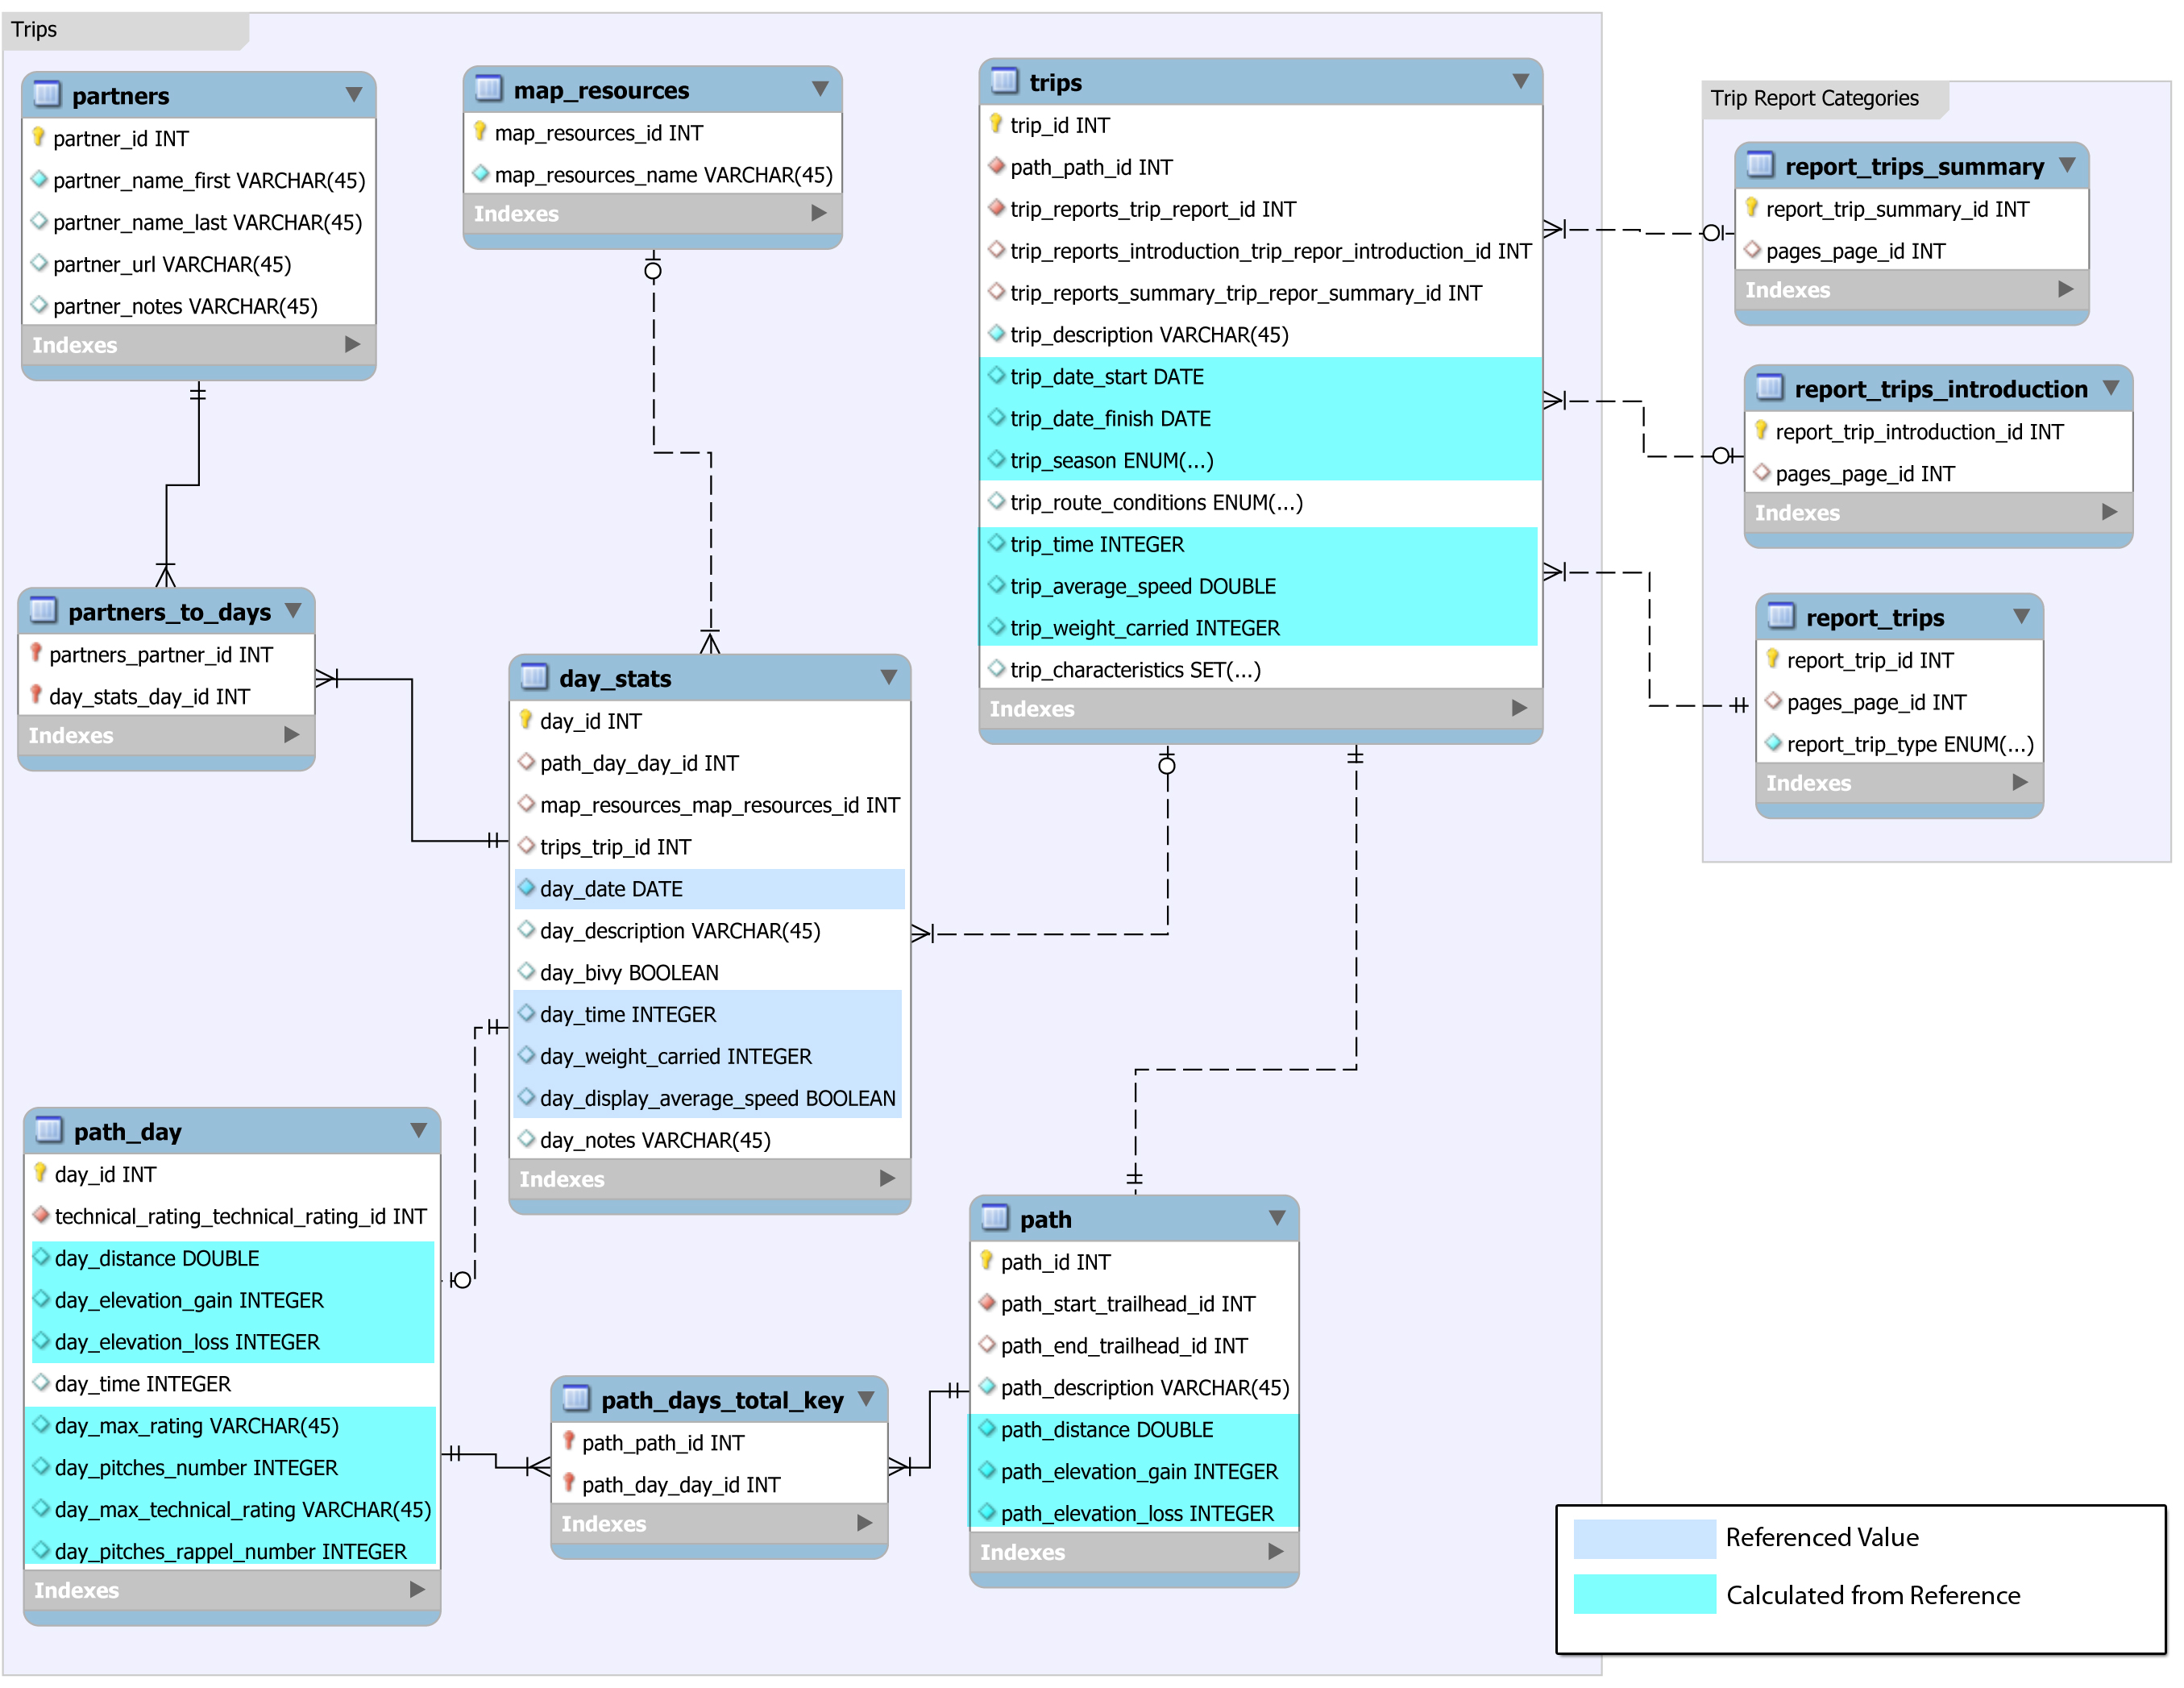 Trips
partners
partner_id INT
partner_name_first VARCHAR(45)
partner_name_last VARCHAR(45)
partner_url VARCHAR(45)
partner_notes VARCHAR(45)
Indexes
map_resources
map_resources_id INT
map_resources_name VARCHAR(45)
Indexes
trips
trip_id INT
path_path_id INT
trip_reports_trip_report_id INT
trip_reports_introduction_trip_repor_introduction_id INT
trip_reports_summary_trip_repor_summary_id INT
trip_description VARCHAR(45)
trip_date_start DATE
trip_date_finish DATE
trip_season ENUM(...)
trip_route_conditions ENUM(...)
trip_time INTEGER
trip_average_speed DOUBLE
trip_weight_carried INTEGER
trip_characteristics SET(...)
Indexes
Trip Report Categories
report_trips_summary
report_trip_summary_id INT
pages_page_id INT
Indexes
report_trips_introduction
report_trip_introduction_id INT
pages_page_id INT
Indexes
report_trips
report_trip_id INT
pages_page_id INT
report_trip_type ENUM(...)
Indexes
partners_to_days
partners_partner_id INT
day_stats_day_id INT
Indexes
day_stats
day_id INT
path_day_day_id INT
map_resources_map_resources_id INT
trips_trip_id INT
day_date DATE
day_description VARCHAR(45)
day_bivy BOOLEAN
day_time INTEGER
day_weight_carried INTEGER
day_display_average_speed BOOLEAN
day_notes VARCHAR(45)
Indexes
path_day
day_id INT
technical_rating_technical_rating_id INT
day_distance DOUBLE
day_elevation_gain INTEGER
day_elevation_loss INTEGER
day_time INTEGER
day_max_rating VARCHAR(45)
day_pitches_number INTEGER
day_max_technical_rating VARCHAR(45)
day_pitches_rappel_number INTEGER
Indexes
path_days_total_key
path_path_id INT
path_day_day_id INT
Indexes
path
path_id INT
path_start_trailhead_id INT
path_end_trailhead_id INT
path_description VARCHAR(45)
path_distance DOUBLE
path_elevation_gain INTEGER
path_elevation_loss INTEGER
Indexes
Referenced Value
Calculated from Reference